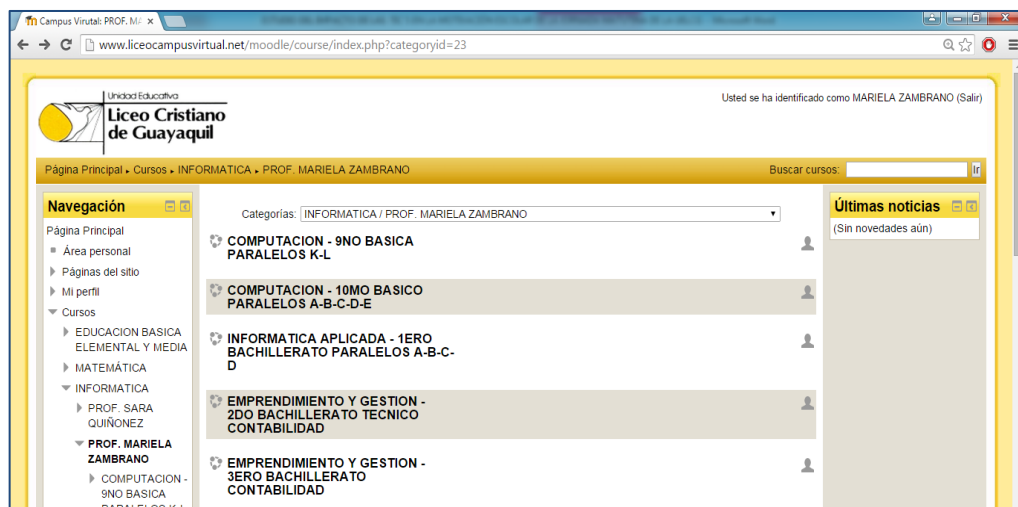 Campus Virutal: PROF. MA
www.liceocampusvirtual.net/moodle/course/index.php?categoryid=23
Unidad Educativa
Liceo Cristiano
de Guayaquil
Usted se ha identificado como MARIELA ZAMBRANO (Salir)
Página Principal ▸ Cursos ▸ INFORMATICA ▸ PROF. MARIELA ZAMBRANO
Buscar cursos:
Ir
Navegación
Página Principal
Área personal
Páginas del sitio
Mi perfil
Cursos
EDUCACION BASICA
ELEMENTAL Y MEDIA
MATEMÁTICA
INFORMATICA
PROF. SARA
QUIÑONEZ
PROF. MARIELA
ZAMBRANO
COMPUTACION -
9NO BASICA
PARALELOS K-L
Categorías: INFORMATICA / PROF. MARIELA ZAMBRANO
COMPUTACION - 9NO BASICA
PARALELOS K-L
COMPUTACION - 10MO BASICO
PARALELOS A-B-C-D-E
INFORMATICA APLICADA - 1ERO
BACHILLERATO PARALELOS A-B-C-
D
EMPRENDIMIENTO Y GESTION -
2DO BACHILLERATO TECNICO
CONTABILIDAD
EMPRENDIMIENTO Y GESTION -
3ERO BACHILLERATO
CONTABILIDAD
Últimas noticias
(Sin novedades aún)